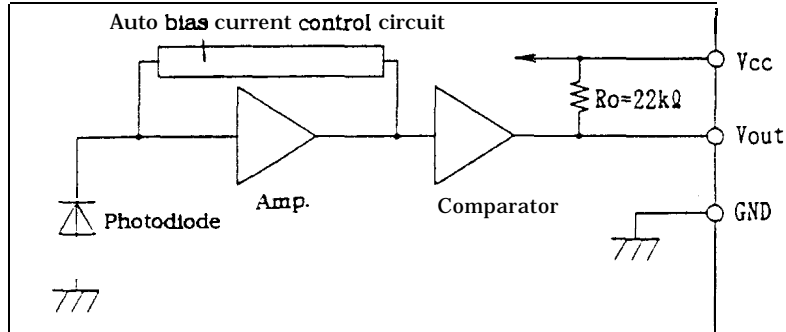 Auto bias current control circuit
Vcc
Ro=22kΩ
Vout
Amp.
Comparator
GND
Photodiode